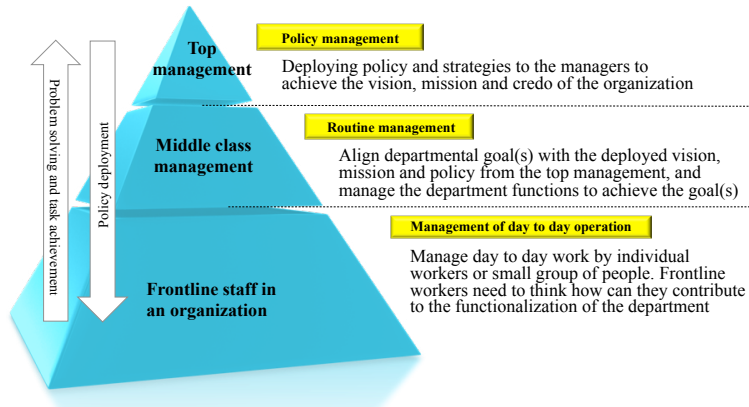 Top
management
Policy management
Deploying policy and strategies to the managers to
achieve the vision, mission and credo of the organization
Problem solving and task achievement
Policy deployment
Middle class
management
Routine management
Align departmental goal(s) with the deployed vision,
mission and policy from the top management, and
manage the department functions to achieve the goal(s)
Frontline staff in
an organization
Management of day to day operation
Manage day to day work by individual
workers or small group of people. Frontline
workers need to think how can they contribute
to the functionalization of the department